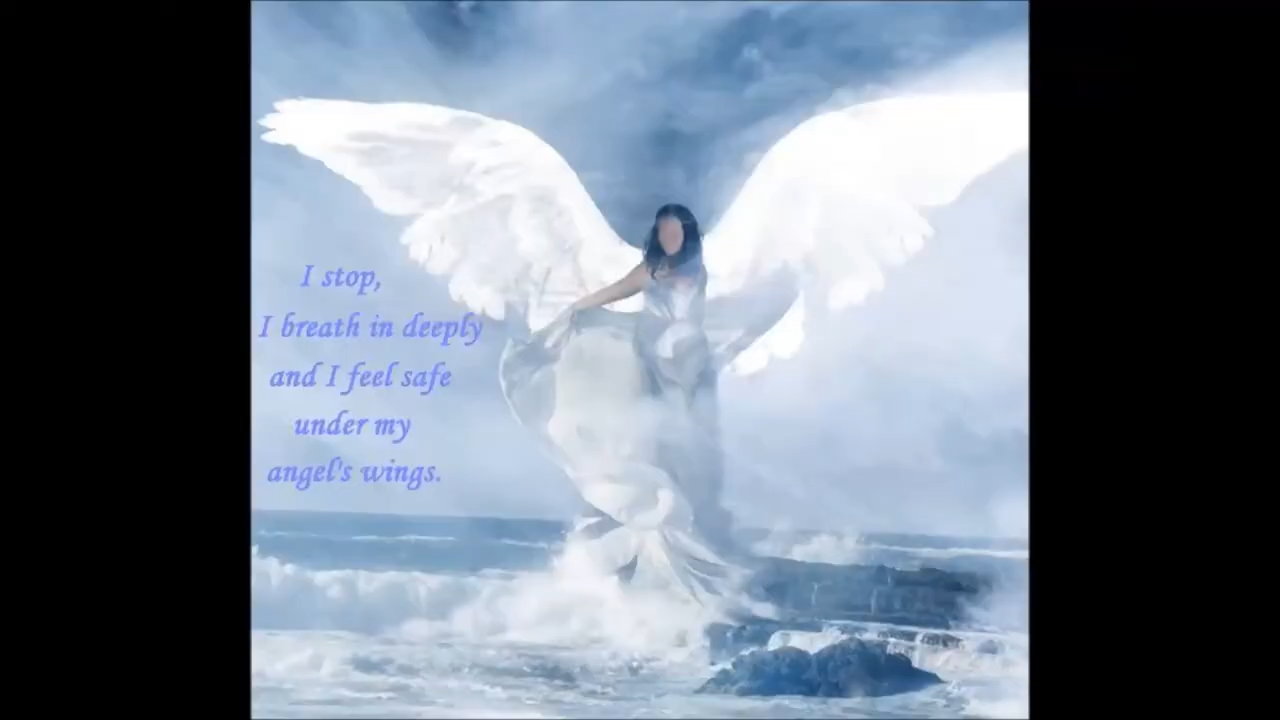 I stop,
I breath in deeply
and I feel safe
under my
angel's wings.